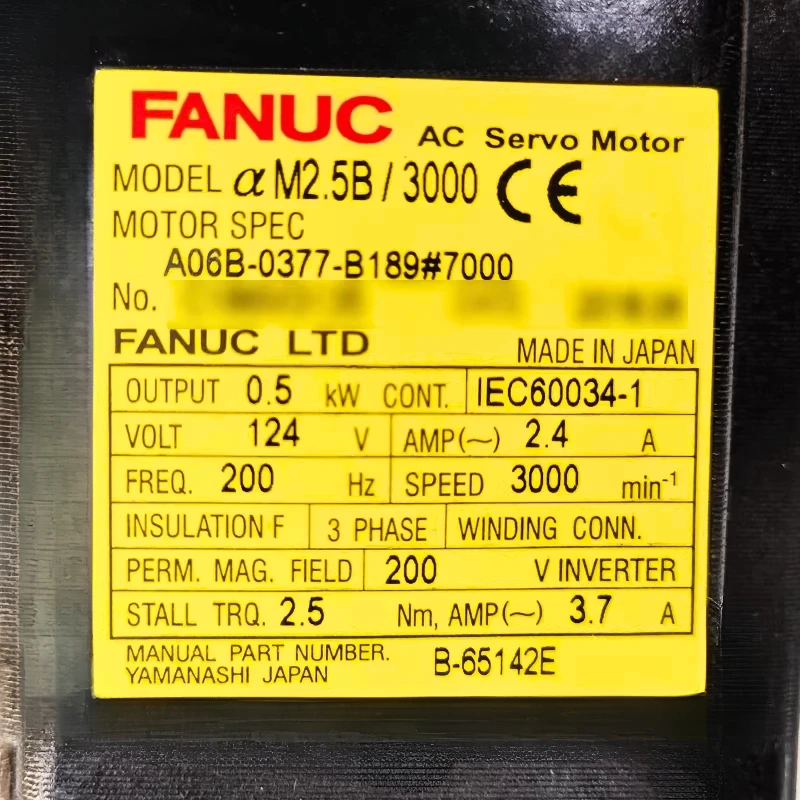 FANUC AC Servo Motor
MODEL α M2.5B / 3000 CE
MOTOR SPEC
A06B-0377-B189#7000
No.
FANUC LTD MADE IN JAPAN
OUTPUT 0.5 kW CONT. IEC60034-1
VOLT 124 V AMP(~) 2.4 A
FREQ. 200 Hz SPEED 3000 min-1
INSULATION F 3 PHASE WINDING CONN.
PERM. MAG. FIELD 200 V INVERTER
STALL TRQ. 2.5 Nm, AMP(~) 3.7 A
MANUAL PART NUMBER. B-65142E
YAMANASHI JAPAN